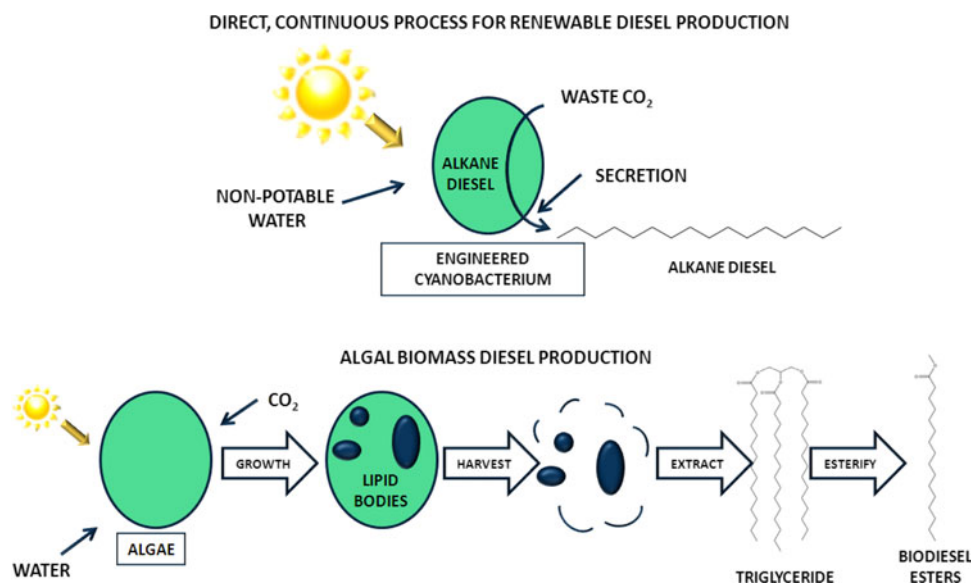 DIRECT, CONTINUOUS PROCESS FOR RENEWABLE DIESEL PRODUCTION
WASTE CO₂
ALKANE
DIESEL
SECRETION
NON-POTABLE
WATER
ENGINEERED
CYANOBACTERIUM
ALKANE DIESEL
ALGAL BIOMASS DIESEL PRODUCTION
CO₂
GROWTH
LIPID
BODIES
HARVEST
EXTRACT
ESTERIFY
ALGAE
WATER
TRIGLYCERIDE
BIODIESEL
ESTERS